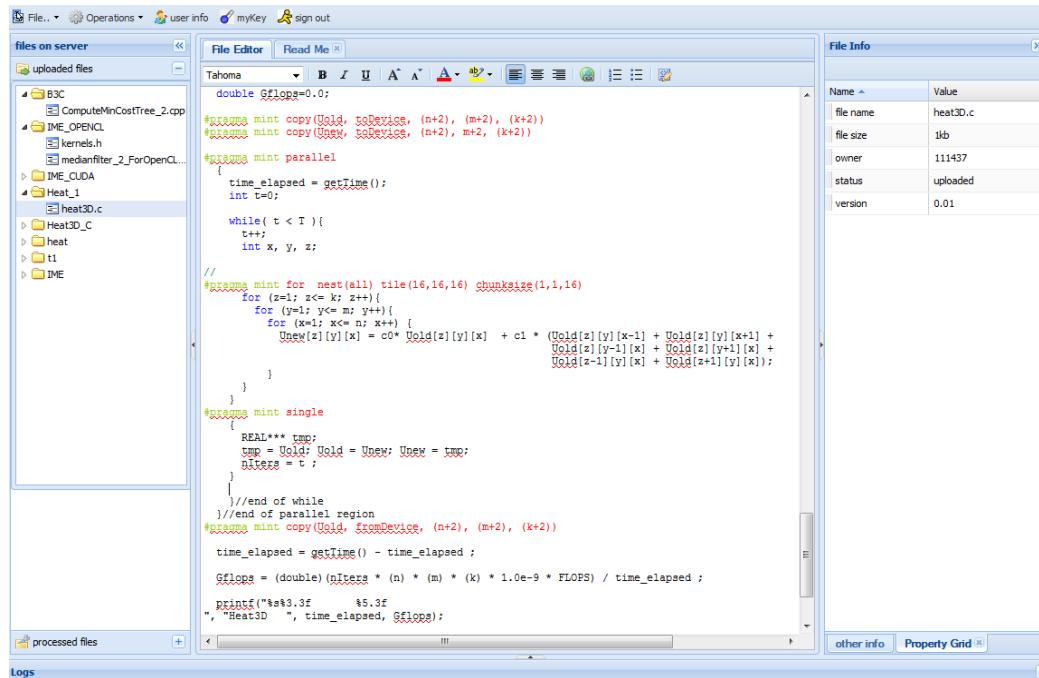 File.. Operations user info myKey sign out
files on server
uploaded files
B3C
ComputeMinCostTree_2.cpp
IME_OPENCL
kernels.h
medianfilter_2_ForOpenCL...
IME_CUDA
Heat_1
heat3D.c
Heat3D_C
heat
t1
IME
processed files
File Editor Read Me
Tahoma B I U A A A ab
double Gflops=0.0;
#pragma mint copy(Uold, toDevice, (n+2), (m+2), (k+2))
#pragma mint copy(Unew, toDevice, (n+2), m+2, (k+2))
#pragma mint parallel
{
time_elapsed = getTime();
int t=0;
while( t < T ){
t++;
int x, y, z;
//
#pragma mint for nest(all) tile(16,16,16) chunksize(1,1,16)
for (z=1; z<= k; z++){
for (y=1; y<= m; y++){
for (x=1; x<= n; x++) {
Unew[z][y][x] = c0* Uold[z][y][x] + c1 * (Uold[z][y][x-1] + Uold[z][y][x+1] +
Uold[z][y-1][x] + Uold[z][y+1][x] +
Uold[z-1][y][x] + Uold[z+1][y][x]);
}
}
}
#pragma mint single
{
REAL*** tmp;
tmp = Uold; Uold = Unew; Unew = tmp;
nIters = t ;
}
}//end of while
}//end of parallel region
#pragma mint copy(Uold, fromDevice, (n+2), (m+2), (k+2))
time_elapsed = getTime() - time_elapsed ;
Gflops = (double)(nIters * (n) * (m) * (k) * 1.0e-9 * FLOPS) / time_elapsed ;
printf("%s%3.3f %5.3f
", "Heat3D ", time_elapsed, Gflops);
File Info
Name Value
file name heat3D.c
file size 1kb
owner 111437
status uploaded
version 0.01
other info Property Grid
Logs